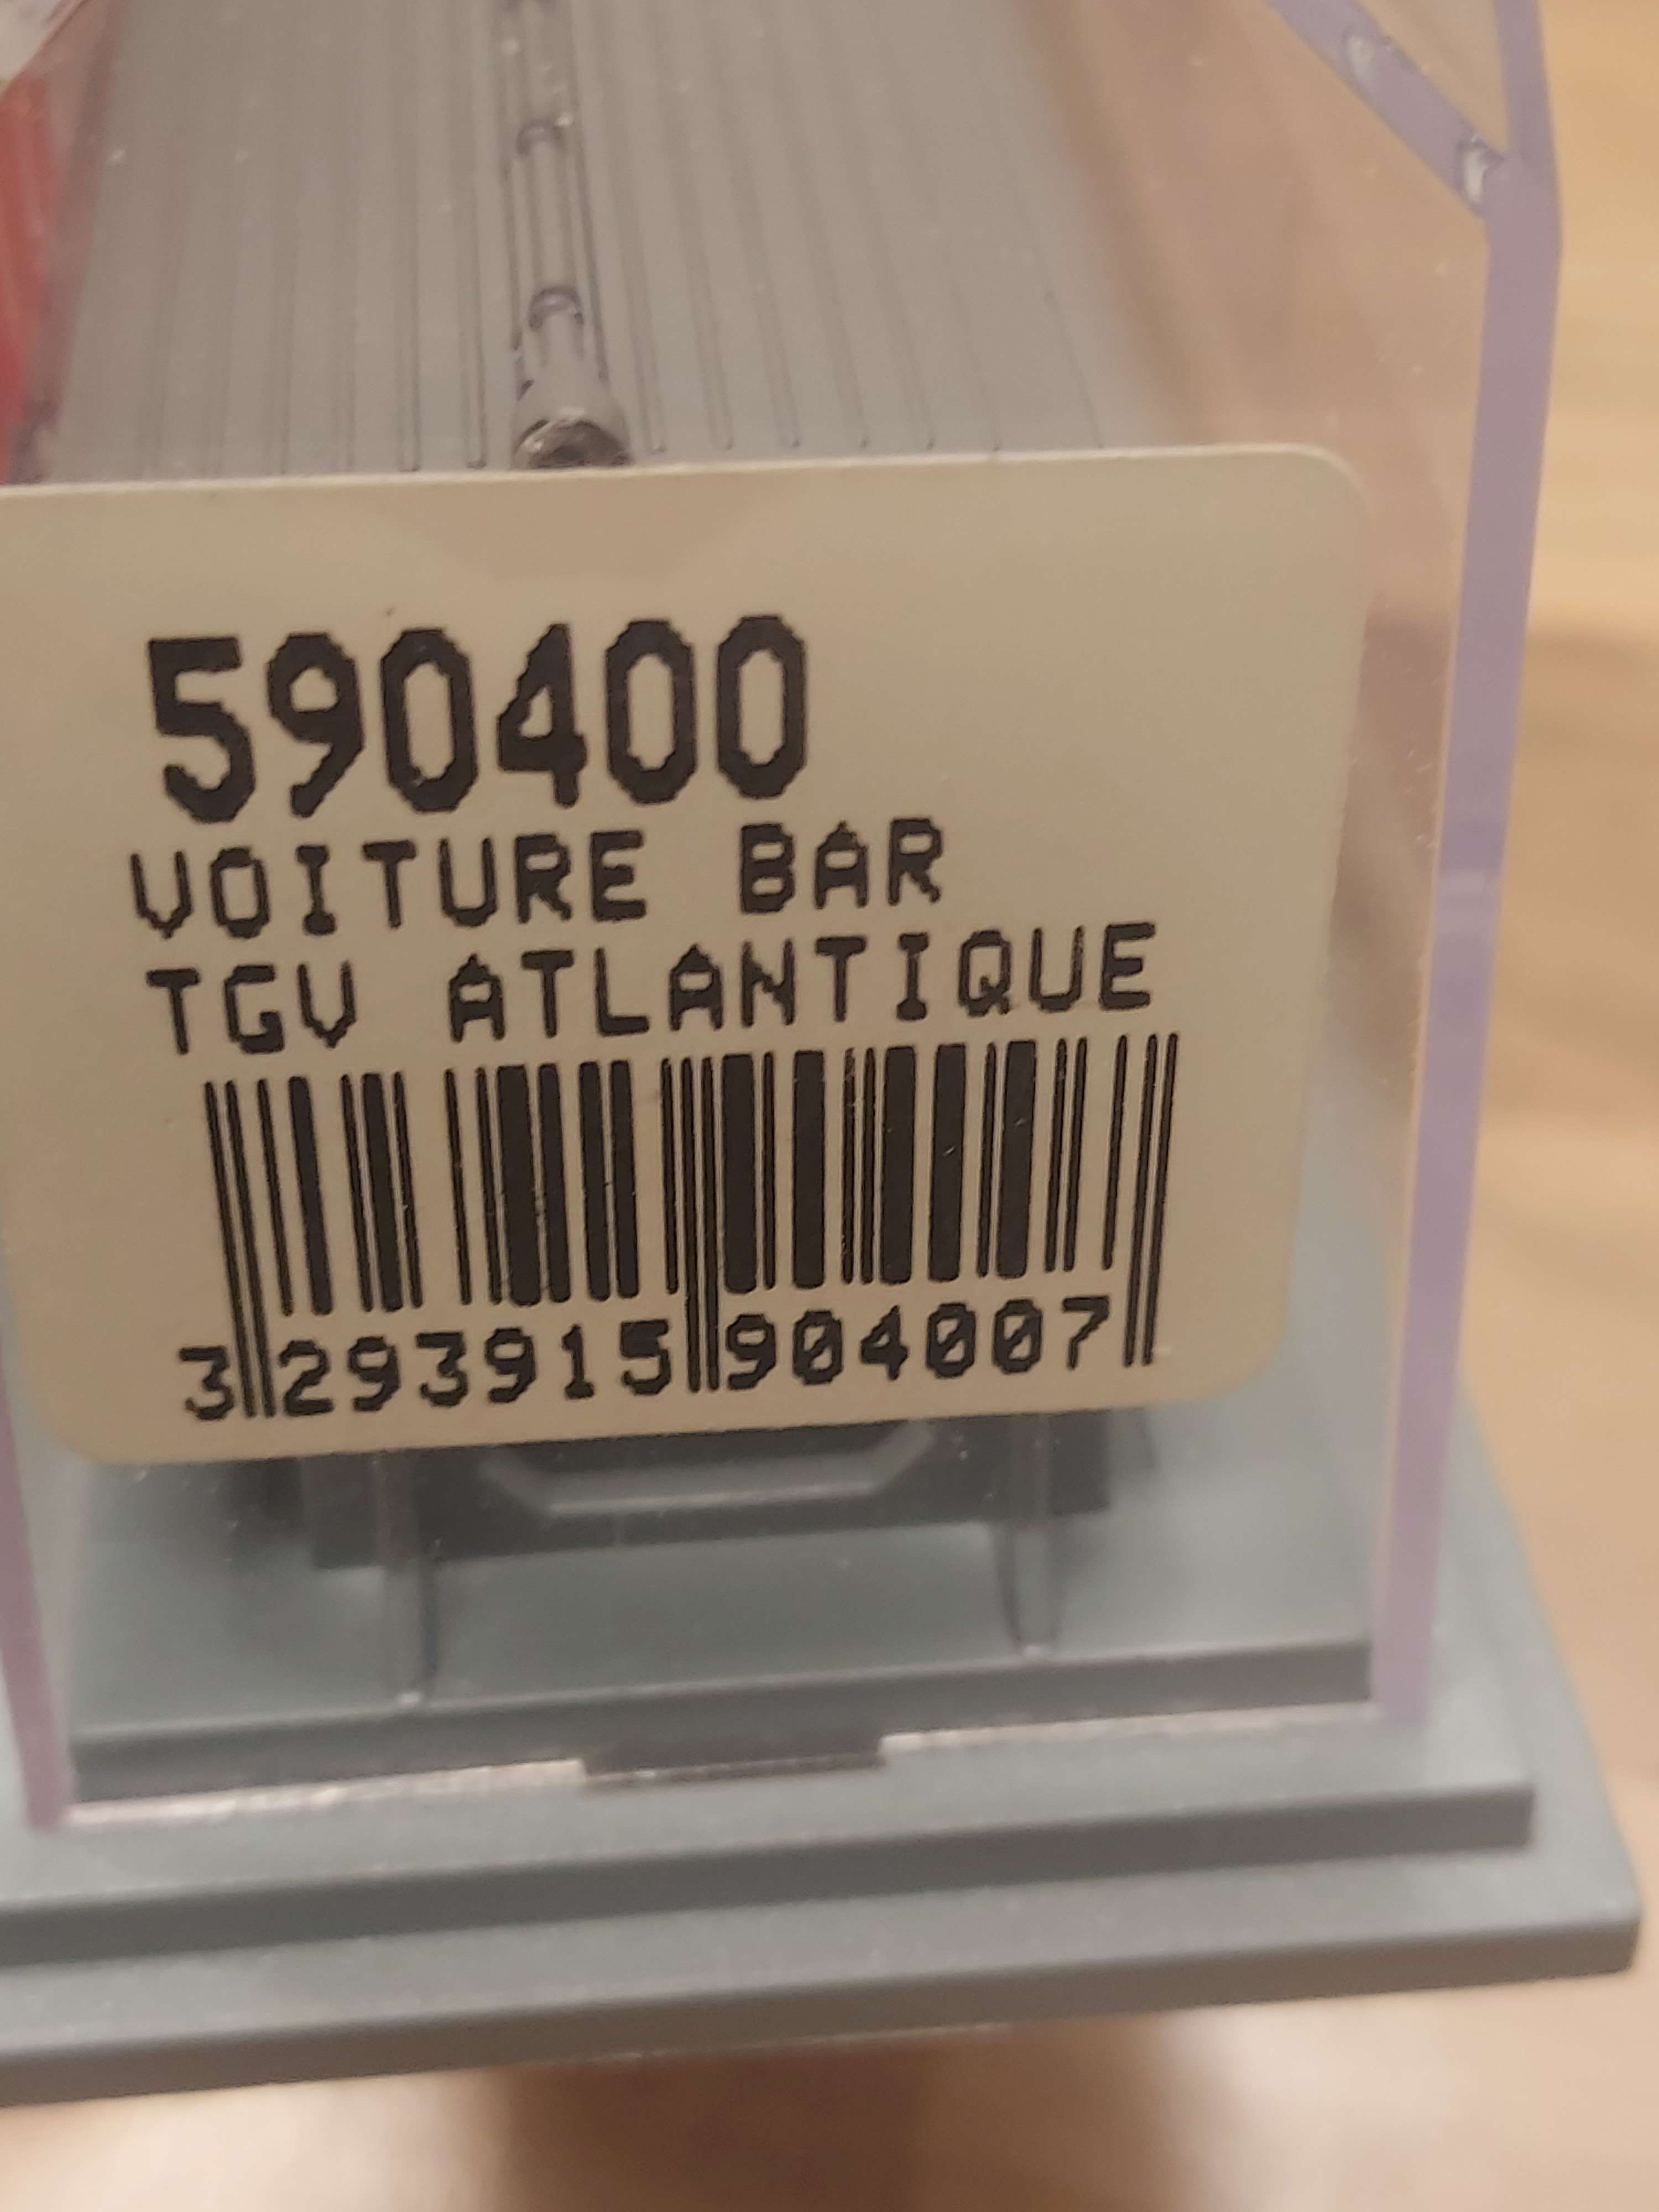 590400
VOITURE BAR
TGV ATLANTIQUE
3 293915 904007